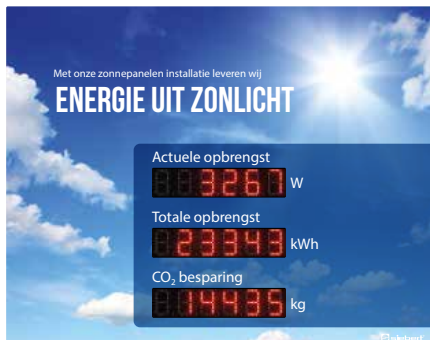 Met onze zonnepanelen installatie leveren wij
ENERGIE UIT ZONLICHT
Actuele opbrengst
3267 W
Totale opbrengst
23343 kWh
CO₂ besparing
14435 kg